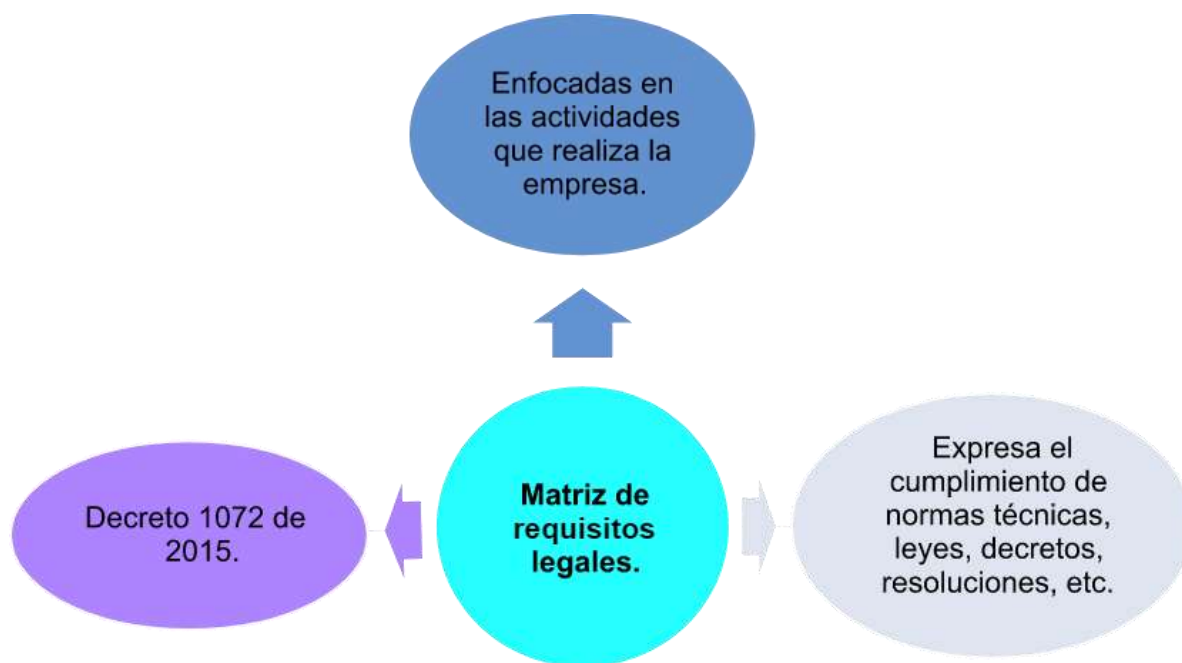 Enfocadas en
las actividades
que realiza la
empresa.
Decreto 1072 de
2015.
Matriz de
requisitos
legales.
Expresa el
cumplimiento de
normas técnicas,
leyes, decretos,
resoluciones, etc.